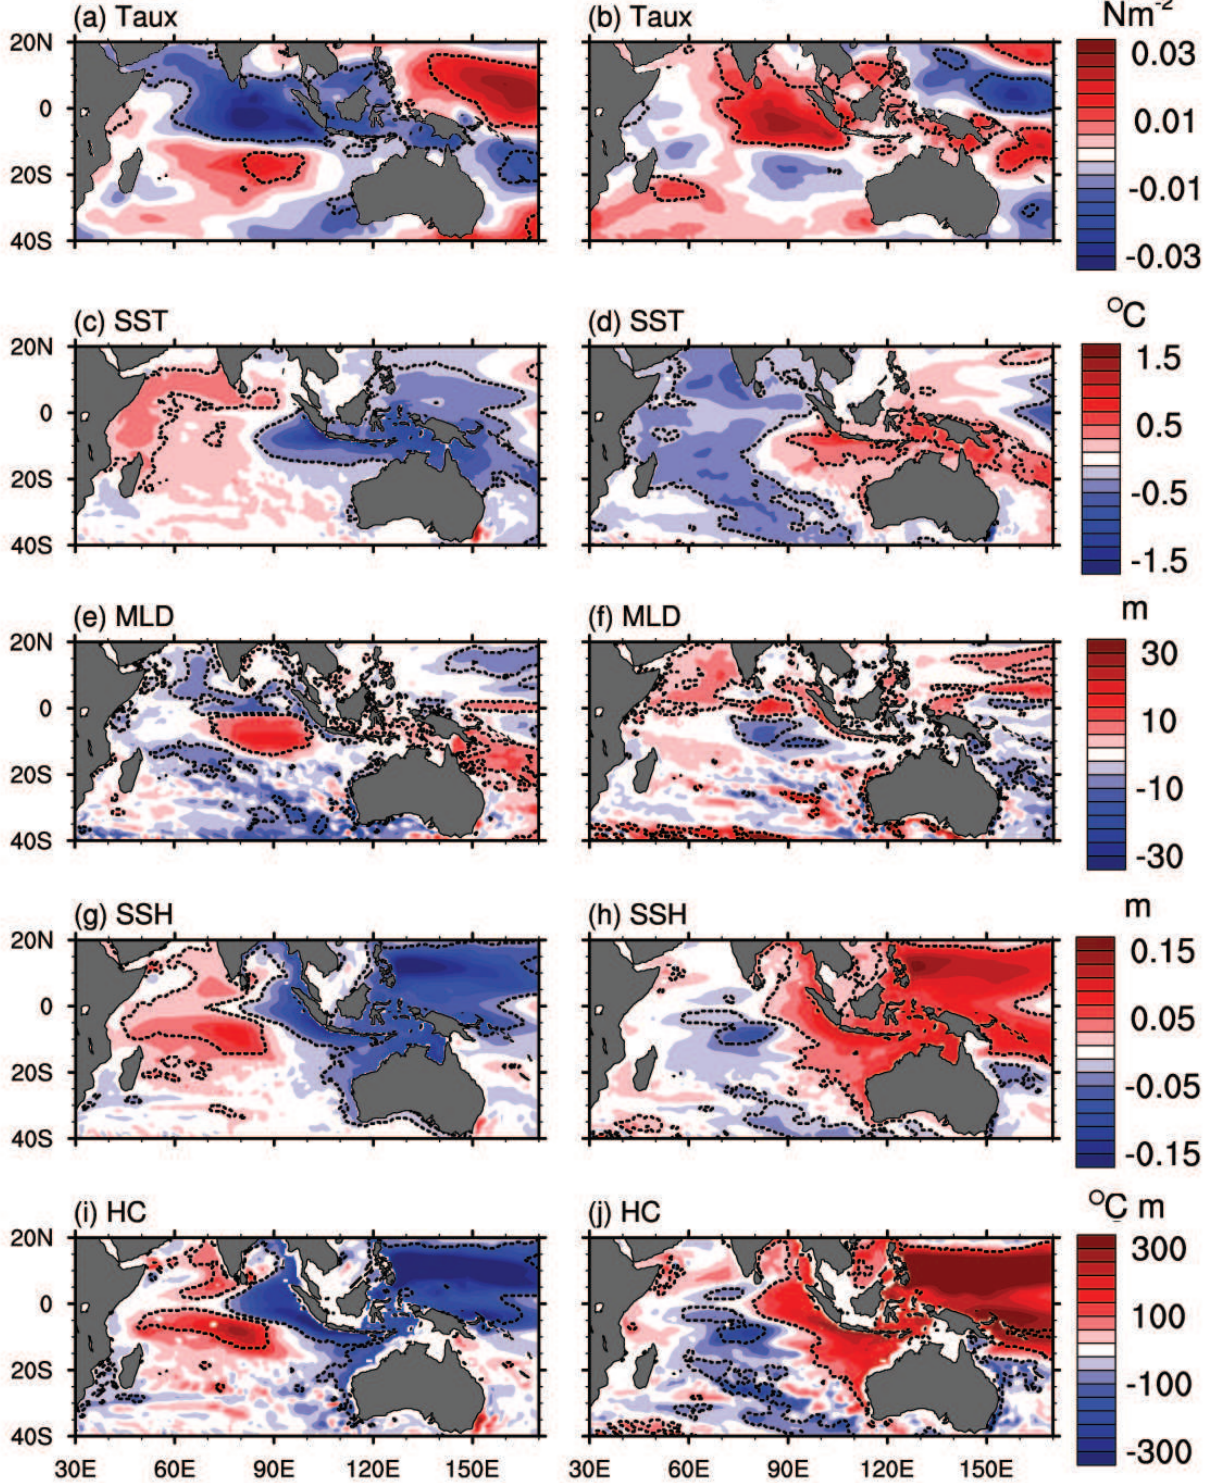 (a) Taux
(b) Taux
Nm-2
20N
0
20S
40S
0.03
0.01
-0.01
-0.03
(c) SST
(d) SST
°C
20N
0
20S
40S
1.5
0.5
-0.5
-1.5
(e) MLD
(f) MLD
m
20N
0
20S
40S
30
10
-10
-30
(g) SSH
(h) SSH
m
20N
0
20S
40S
0.15
0.05
-0.05
-0.15
(i) HC
(j) HC
°C m
20N
0
20S
40S
300
100
-100
-300
30E 60E 90E 120E 150E
30E 60E 90E 120E 150E